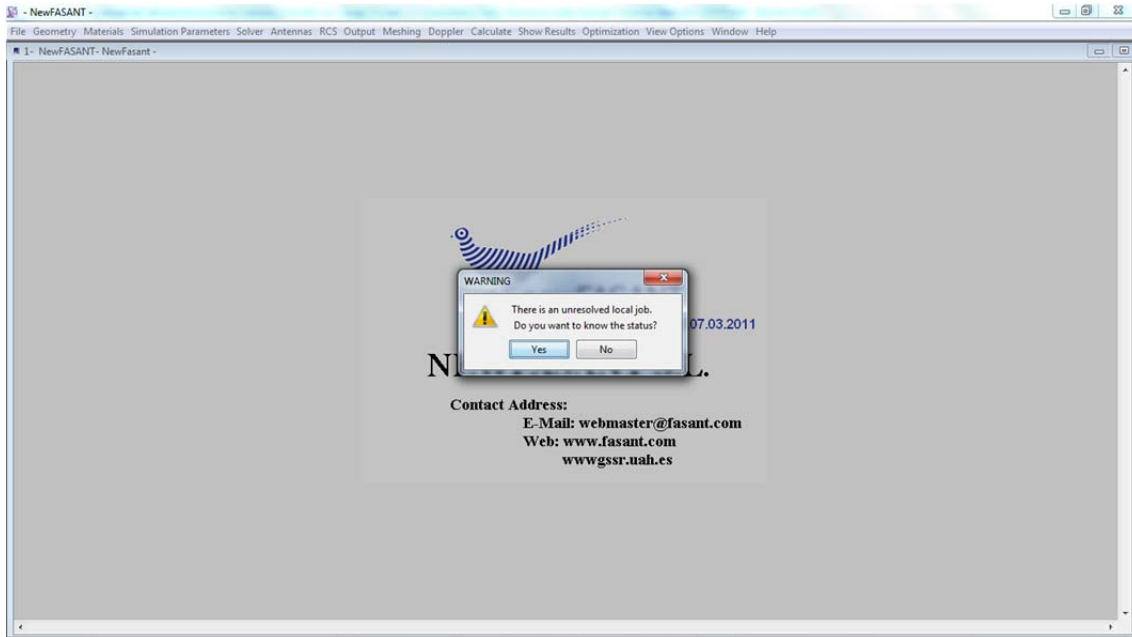 - NewFASANT -
File Geometry Materials Simulation Parameters Solver Antennas RCS Output Meshing Doppler Calculate Show Results Optimization View Options Window Help
1- NewFASANT- NewFasant -
WARNING
There is an unresolved local job.
Do you want to know the status?
07.03.2011
Yes No
L.
Contact Address:
E-Mail: webmaster@fasant.com
Web: www.fasant.com
wwwgssr.uah.es